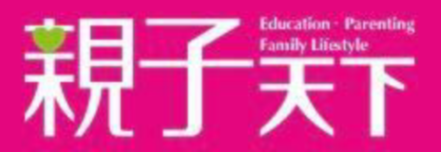 親子天下
Education · Parenting
Family Lifestyle